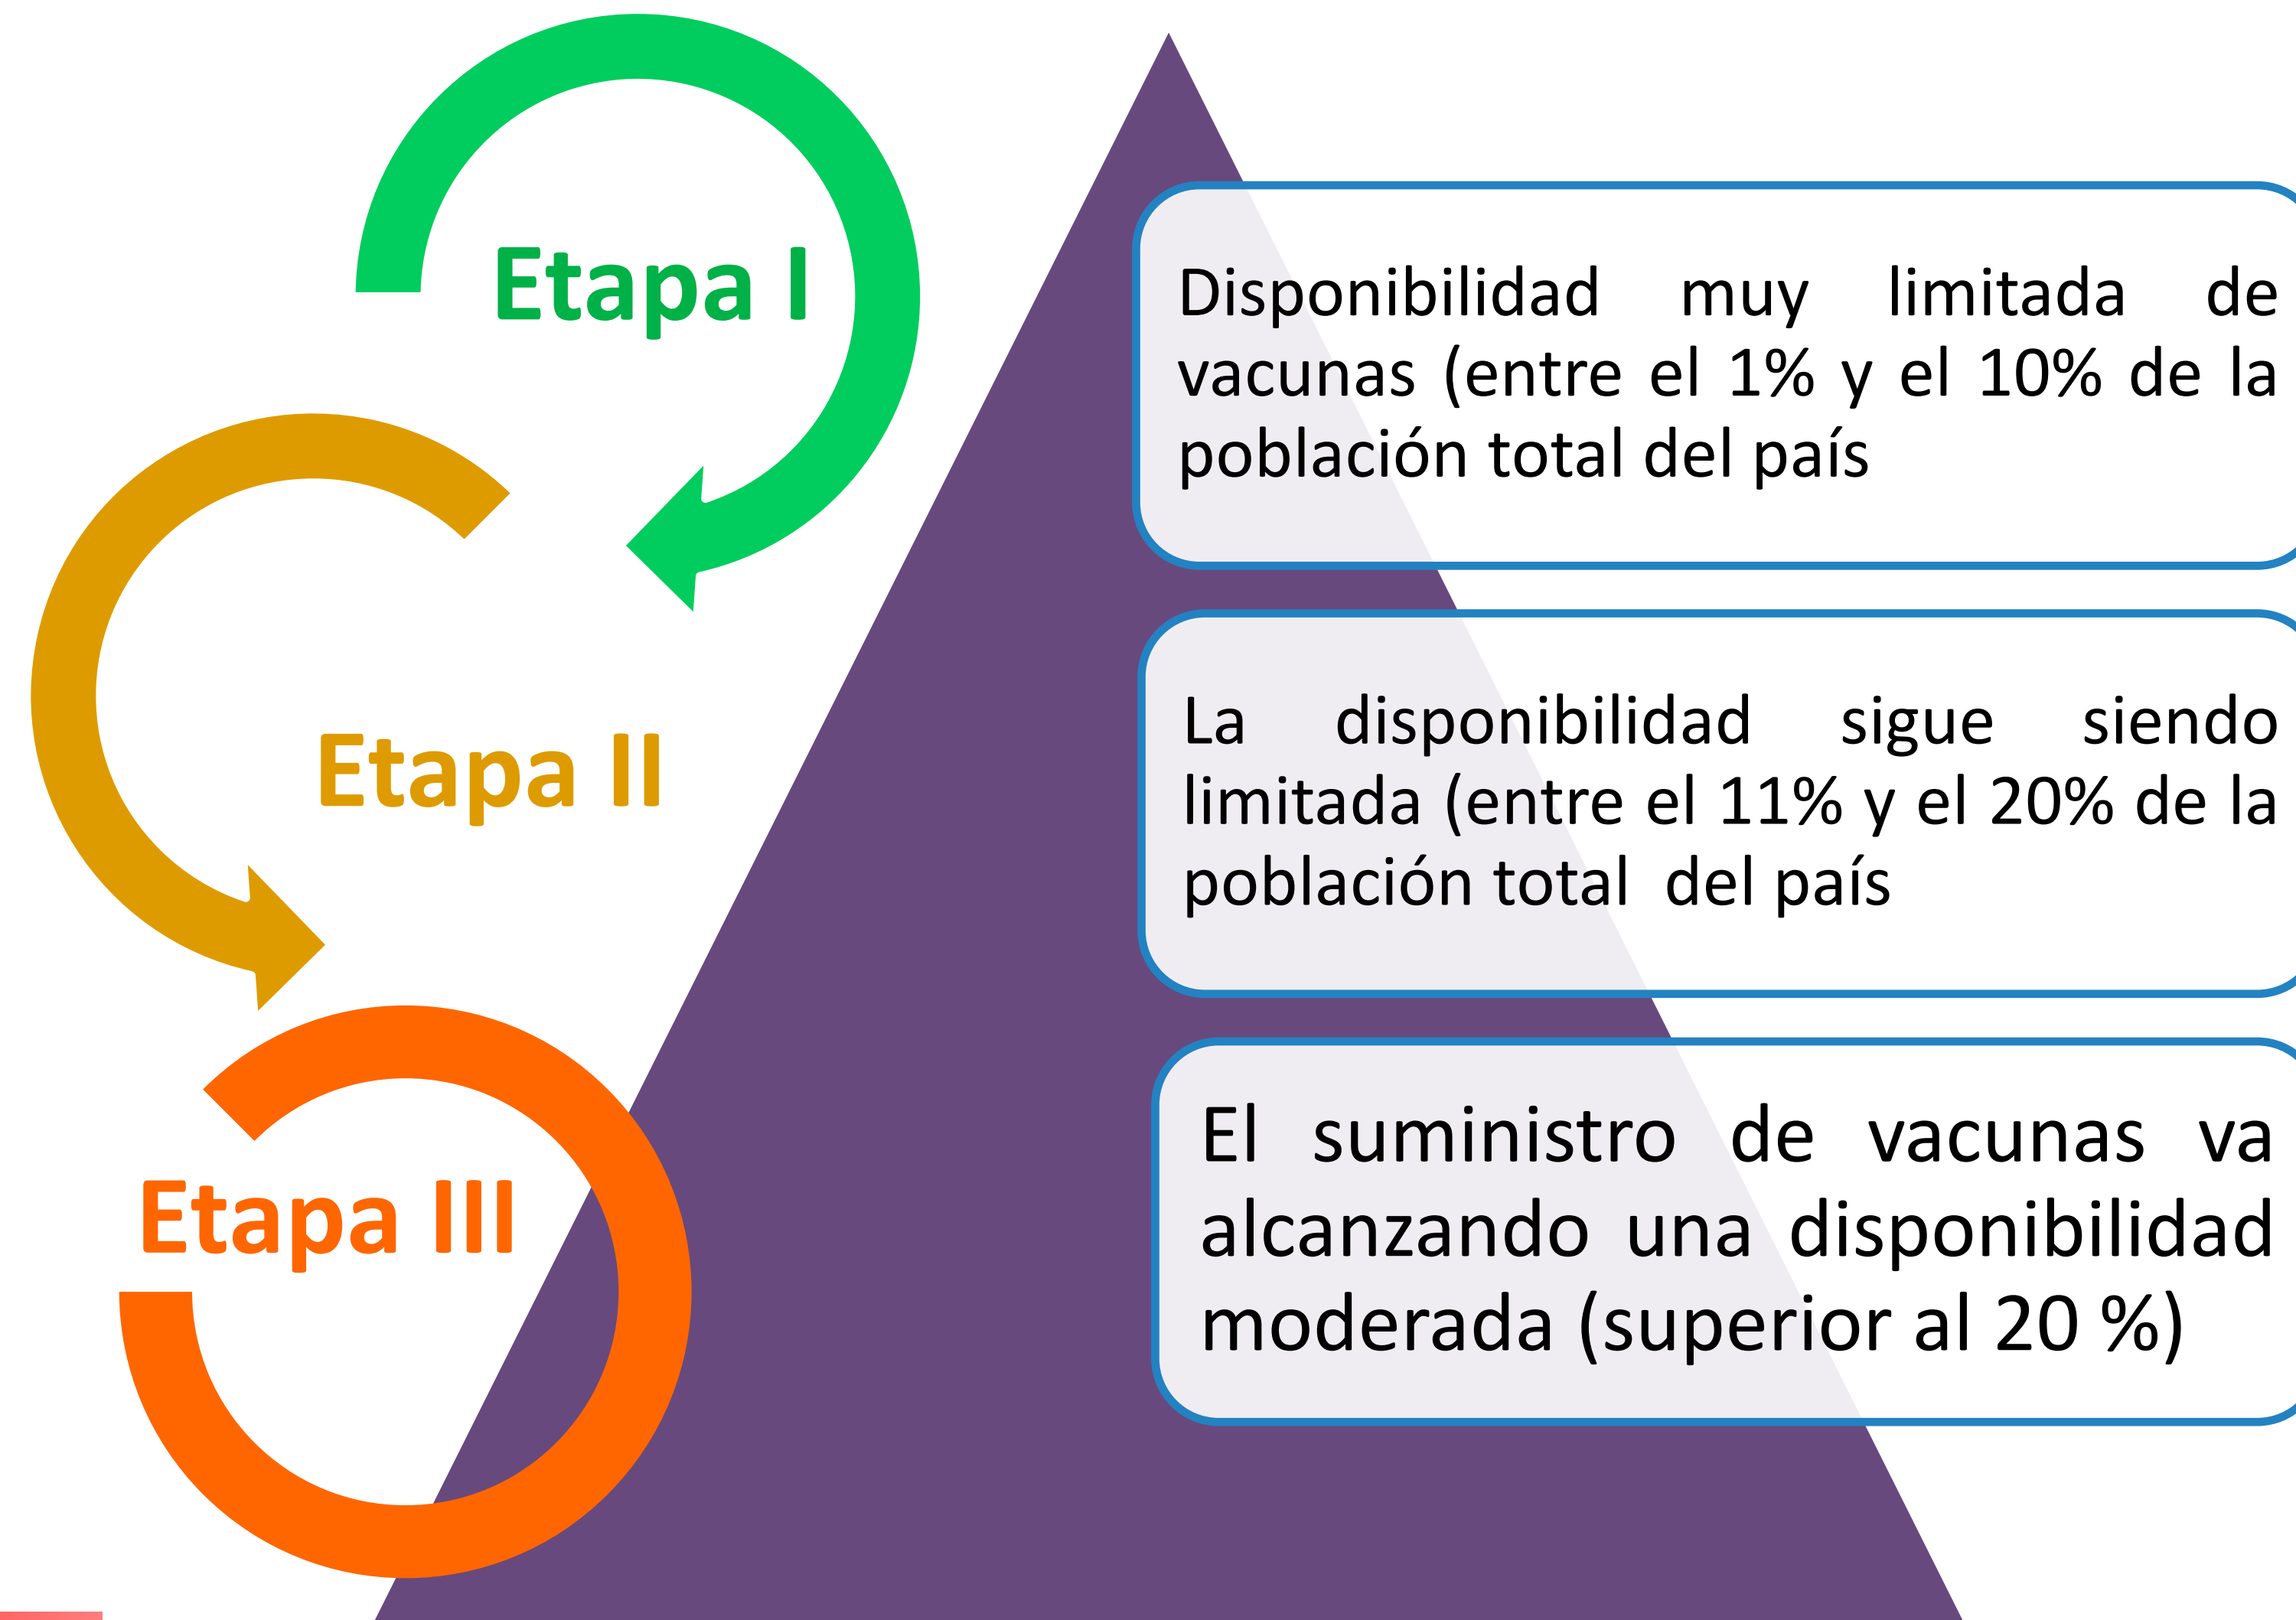 Etapa I
Disponibilidad muy limitada de
vacunas (entre el 1% y el 10% de la
población total del país
Etapa II
La disponibilidad sigue siendo
limitada (entre el 11% y el 20% de la
población total del país
Etapa III
El suministro de vacunas va
alcanzando una disponibilidad
moderada (superior al 20 %)